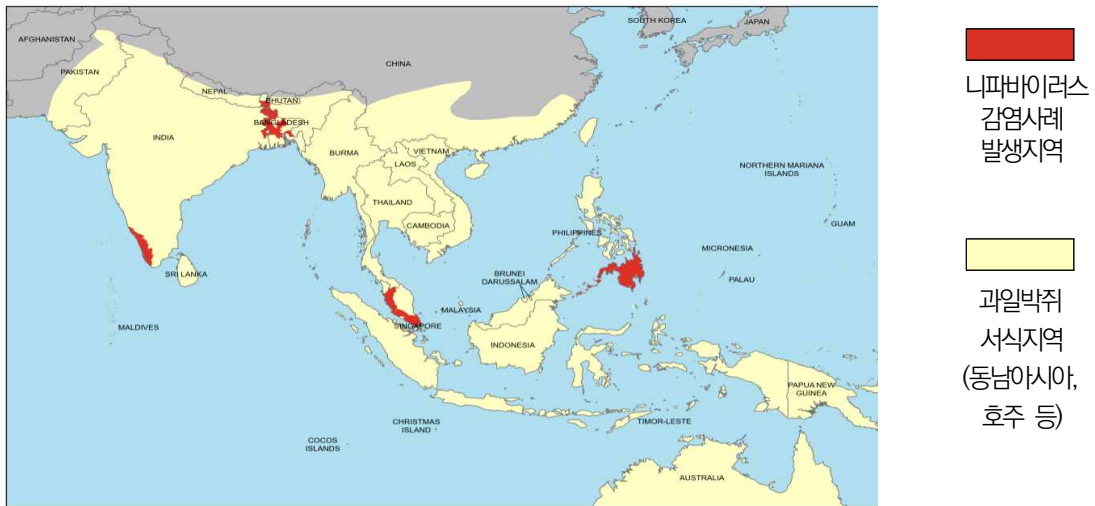 SOUTH KOREA
JAPAN
AFGHANISTAN
CHINA
PAKISTAN
NEPAL
BHUTAN
BANGLADESH
INDIA
BURMA
VIETNAM
LAOS
THAILAND
CAMBODIA
PHILIPPINES
NORTHERN MARIANA
ISLANDS
GUAM
MICRONESIA
PALAU
SRI LANKA
MALDIVES
BRUNEI
DARUSSALAM
MALAYSIA
SINGAPORE
INDONESIA
PAPUA NEW
GUINEA
CHRISTMAS
ISLAND
TIMOR-LESTE
COCOS
ISLANDS
AUSTRALIA
니파바이러스
감염사례
발생지역
과일박쥐
서식지역
(동남아시아,
호주 등)